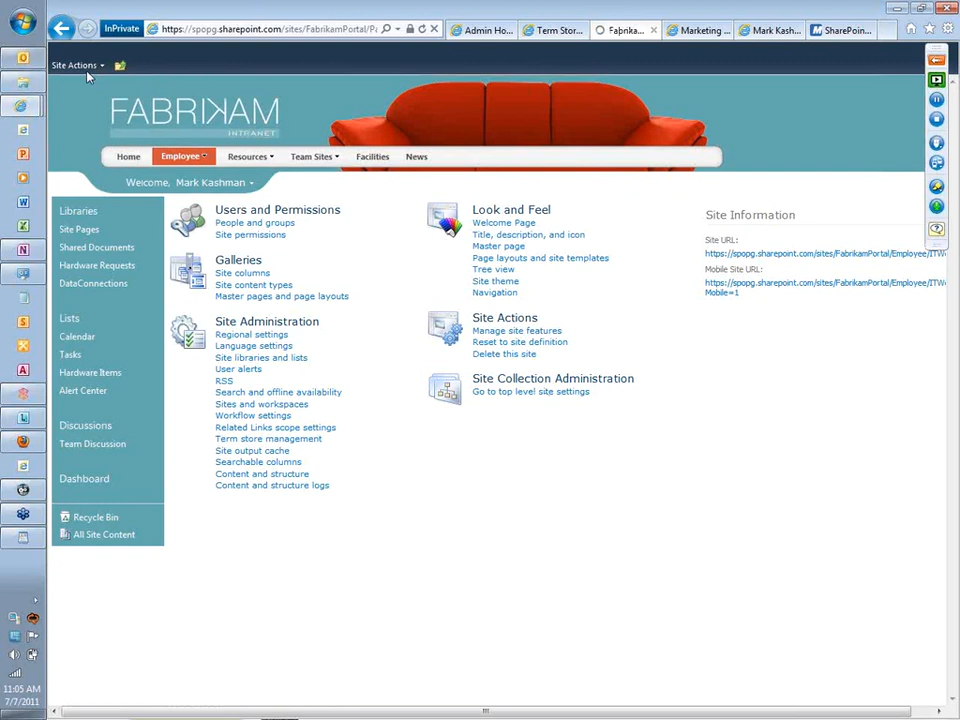 InPrivate
https://spopg.sharepoint.com/sites/FabrikamPortal/Pa
Admin Ho...
Term Stor...
Fabrika...
Marketing ...
Mark Kash...
SharePoin...
Site Actions
FABRIKAM
INTRANET
Home
Employee
Resources
Team Sites
Facilities
News
Welcome, Mark Kashman
Libraries
Site Pages
Shared Documents
Hardware Requests
DataConnections
Lists
Calendar
Tasks
Hardware Items
Alert Center
Discussions
Team Discussion
Dashboard
Recycle Bin
All Site Content
Users and Permissions
People and groups
Site permissions
Galleries
Site columns
Site content types
Master pages and page layouts
Site Administration
Regional settings
Language settings
Site libraries and lists
User alerts
RSS
Search and offline availability
Sites and workspaces
Workflow settings
Related Links scope settings
Term store management
Site output cache
Searchable columns
Content and structure
Content and structure logs
Look and Feel
Welcome Page
Title, description, and icon
Master page
Page layouts and site templates
Tree view
Site theme
Navigation
Site Actions
Manage site features
Reset to site definition
Delete this site
Site Collection Administration
Go to top level site settings
Site Information
Site URL:
https://spopg.sharepoint.com/sites/FabrikamPortal/Employee/ITW
Mobile Site URL:
https://spopg.sharepoint.com/sites/FabrikamPortal/Employee/ITW
Mobile=1
11:05 AM
7/7/2011